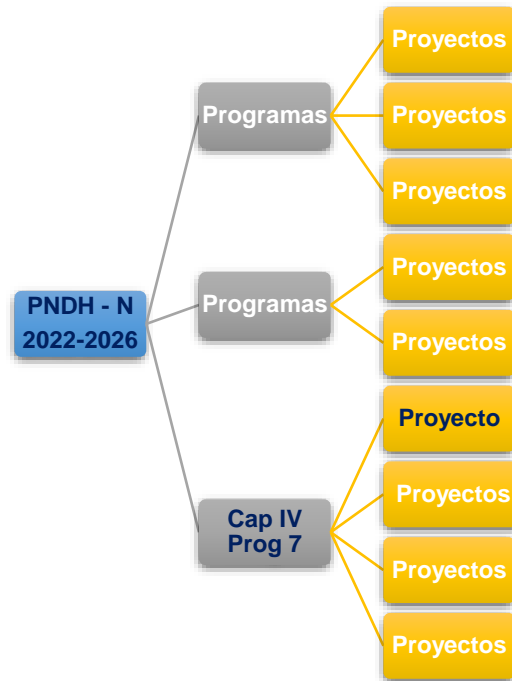 PNDH - N
2022-2026
Programas
Proyectos
Proyectos
Proyectos
Programas
Proyectos
Proyectos
Cap IV
Prog 7
Proyecto
Proyectos
Proyectos
Proyectos